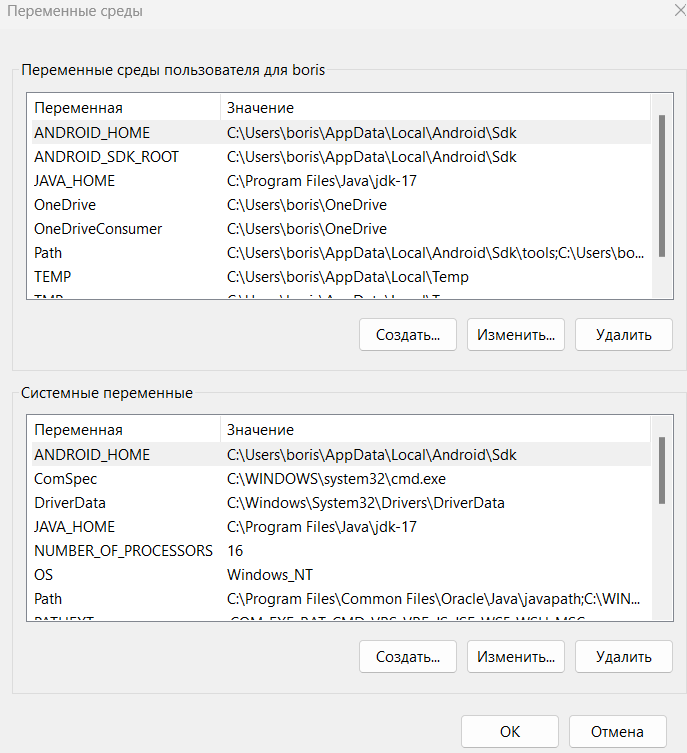 Переменные среды
Переменные среды пользователя для boris
Переменная Значение
ANDROID_HOME C:\Users\boris\AppData\Local\Android\Sdk
ANDROID_SDK_ROOT C:\Users\boris\AppData\Local\Android\Sdk
JAVA_HOME C:\Program Files\Java\jdk-17
OneDrive C:\Users\boris\OneDrive
OneDriveConsumer C:\Users\boris\OneDrive
Path C:\Users\boris\AppData\Local\Android\Sdk\tools;C:\Users\bo...
TEMP C:\Users\boris\AppData\Local\Temp
Создать... Изменить... Удалить
Системные переменные
Переменная Значение
ANDROID_HOME C:\Users\boris\AppData\Local\Android\Sdk
ComSpec C:\WINDOWS\system32\cmd.exe
DriverData C:\Windows\System32\Drivers\DriverData
JAVA_HOME C:\Program Files\Java\jdk-17
NUMBER_OF_PROCESSORS 16
OS Windows_NT
Path C:\Program Files\Common Files\Oracle\Java\javapath;C:\WIN...
Создать... Изменить... Удалить
ОК Отмена